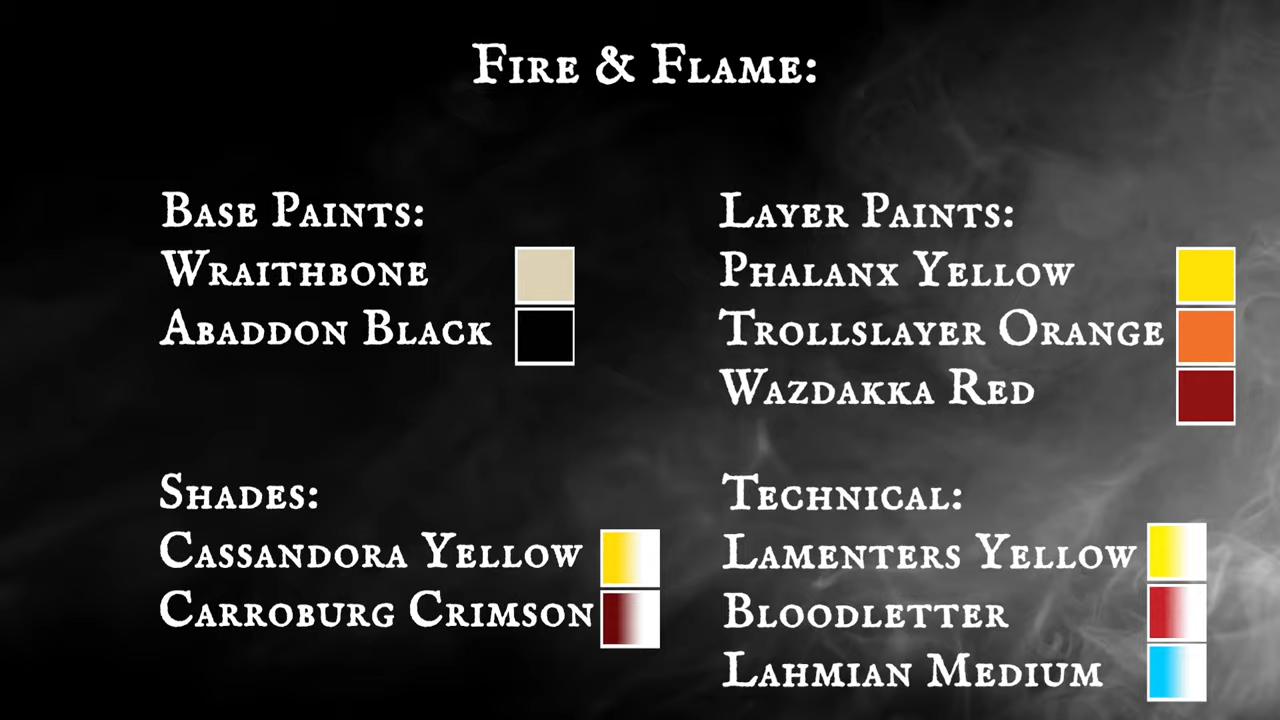 Fire & Flame:
Base Paints:
Wraithbone
Abaddon Black
Layer Paints:
Phalanx Yellow
Trollslayer Orange
Wazdakka Red
Shades:
Cassandora Yellow
Carroburg Crimson
Technical:
Lamenters Yellow
Bloodletter
Lahmian Medium